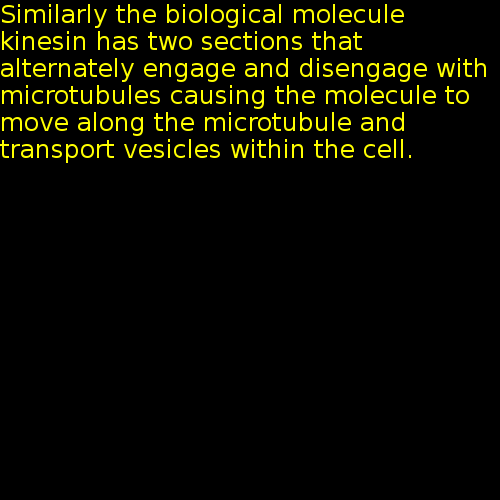 Similarly the biological molecule
kinesin has two sections that
alternately engage and disengage with
microtubules causing the molecule to
move along the microtubule and
transport vesicles within the cell.